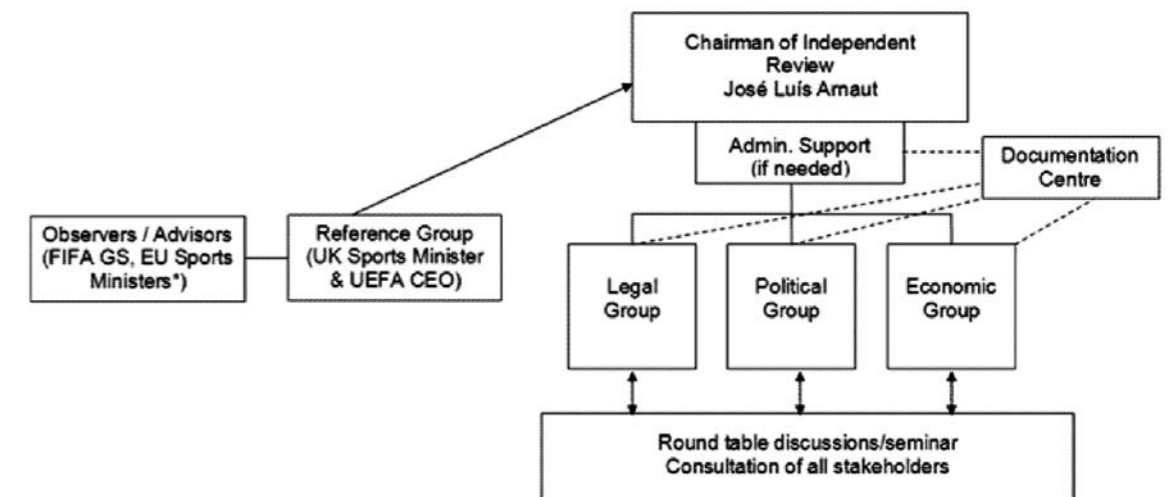 Chairman of Independent
Review
José Luís Arnaut
Admin. Support
(if needed)
Documentation
Centre
Observers / Advisors
(FIFA GS, EU Sports
Ministers*)
Reference Group
(UK Sports Minister
& UEFA CEO)
Legal
Group
Political
Group
Economic
Group
Round table discussions/seminar
Consultation of all stakeholders